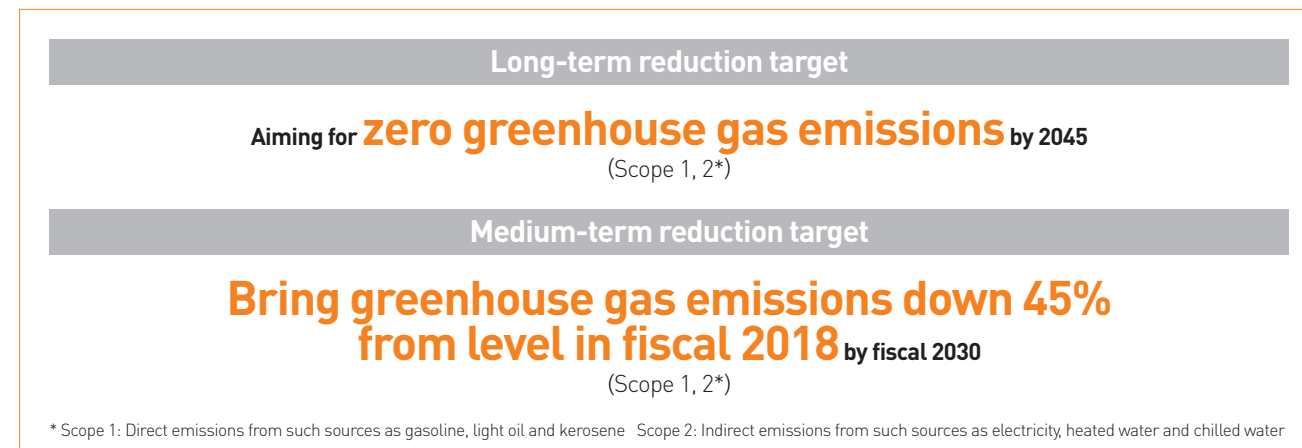 Long-term reduction target
Aiming for zero greenhouse gas emissions by 2045
(Scope 1, 2*)
Medium-term reduction target
Bring greenhouse gas emissions down 45%
from level in fiscal 2018 by fiscal 2030
(Scope 1, 2*)
* Scope 1: Direct emissions from such sources as gasoline, light oil and kerosene Scope 2: Indirect emissions from such sources as electricity, heated water and chilled water